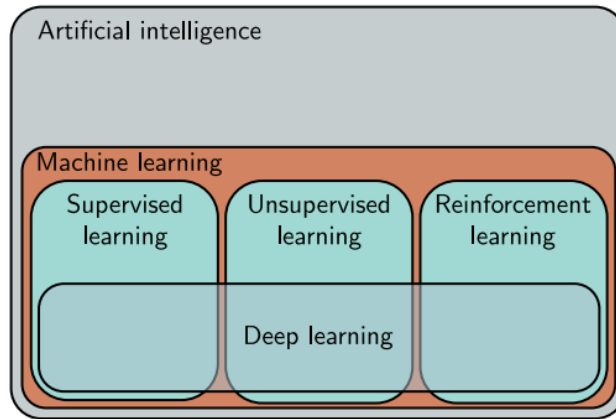 Artificial intelligence
Machine learning
Supervised
learning
Unsupervised
learning
Reinforcement
learning
Deep learning